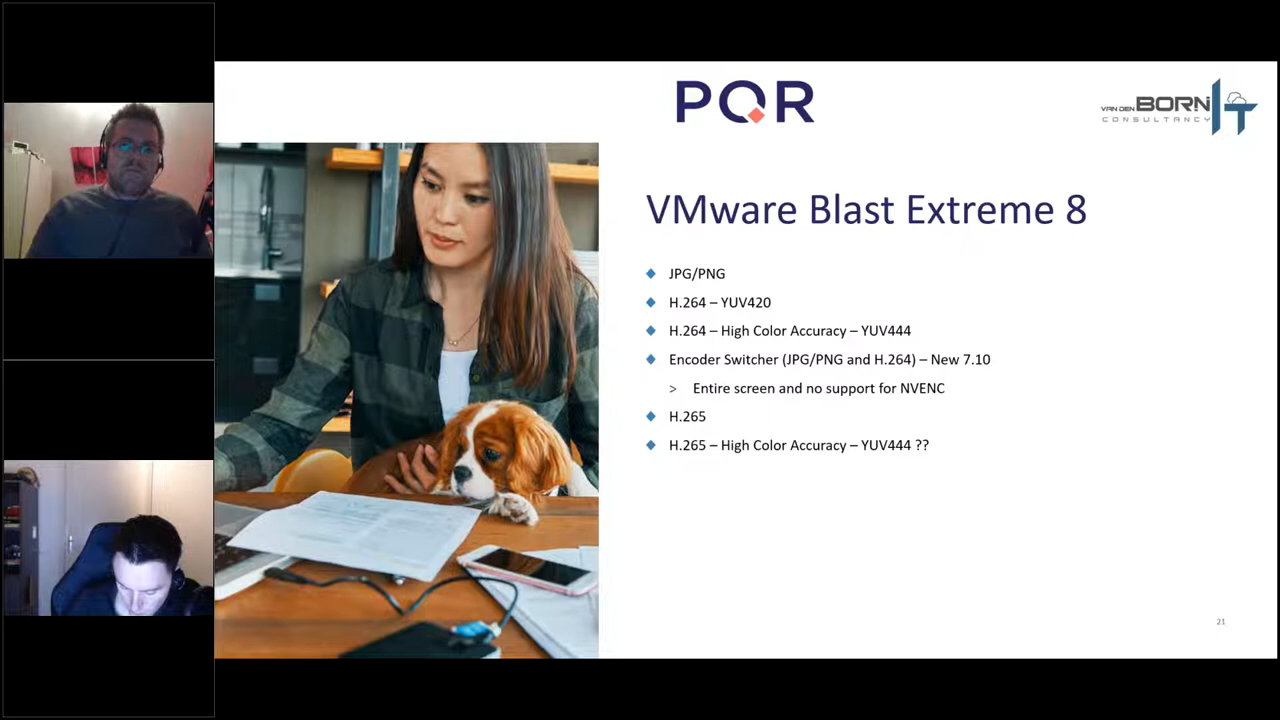 PQR
VAN DEN BORN IT
CONSULTANCY
VMware Blast Extreme 8
JPG/PNG
H.264 – YUV420
H.264 – High Color Accuracy – YUV444
Encoder Switcher (JPG/PNG and H.264) – New 7.10
> Entire screen and no support for NVENC
H.265
H.265 – High Color Accuracy – YUV444 ??
21